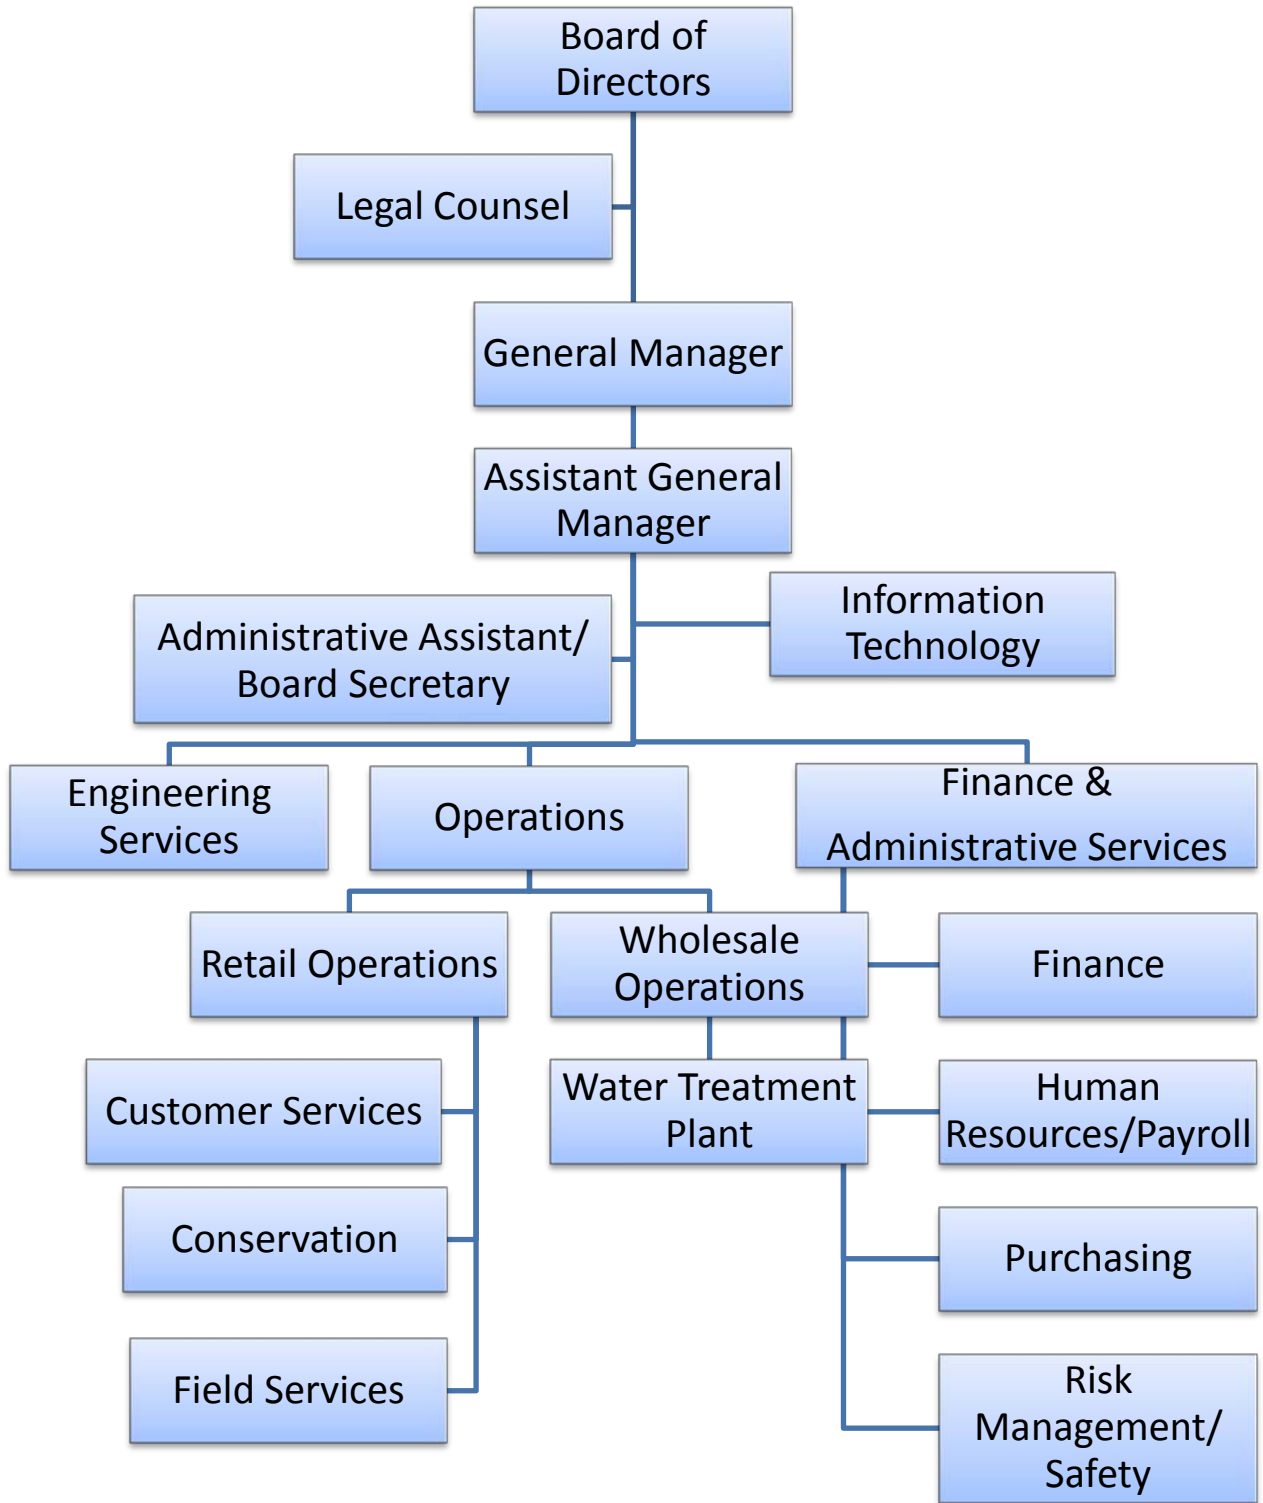 Board of
Directors
Legal Counsel
General Manager
Assistant General
Manager
Information
Technology
Administrative Assistant/
Board Secretary
Engineering
Services
Operations
Finance &
Administrative Services
Retail Operations
Wholesale
Operations
Finance
Customer Services
Water Treatment
Plant
Human
Resources/Payroll
Conservation
Purchasing
Field Services
Risk
Management/
Safety